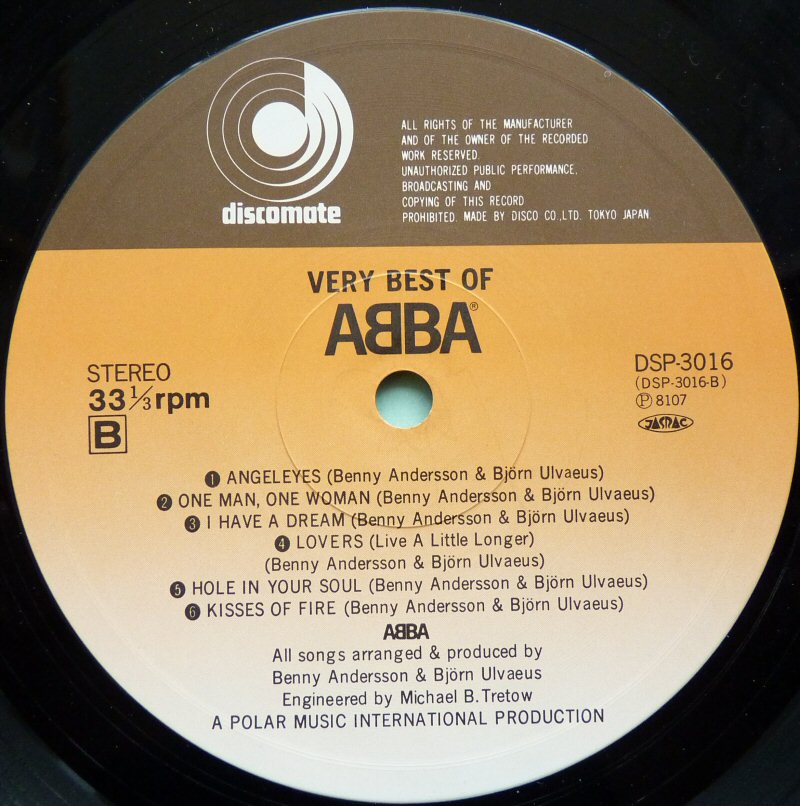 discomate
ALL RIGHTS OF THE MANUFACTURER
AND OF THE OWNER OF THE RECORDED
WORK RESERVED.
UNAUTHORIZED PUBLIC PERFORMANCE,
BROADCASTING AND
COPYING OF THIS RECORD
PROHIBITED. MADE BY DISCO CO.,LTD. TOKYO JAPAN.
VERY BEST OF
ABBA®
STEREO
33 1/3 rpm
B
DSP-3016
(DSP-3016-B)
Ⓟ 8107
JASRAC
❶ ANGELEYES (Benny Andersson & Björn Ulvaeus)
❷ ONE MAN, ONE WOMAN (Benny Andersson & Björn Ulvaeus)
❸ I HAVE A DREAM (Benny Andersson & Björn Ulvaeus)
❹ LOVERS (Live A Little Longer)
(Benny Andersson & Björn Ulvaeus)
❺ HOLE IN YOUR SOUL (Benny Andersson & Björn Ulvaeus)
❻ KISSES OF FIRE (Benny Andersson & Björn Ulvaeus)
ABBA
All songs arranged & produced by
Benny Andersson & Björn Ulvaeus
Engineered by Michael B. Tretow
A POLAR MUSIC INTERNATIONAL PRODUCTION